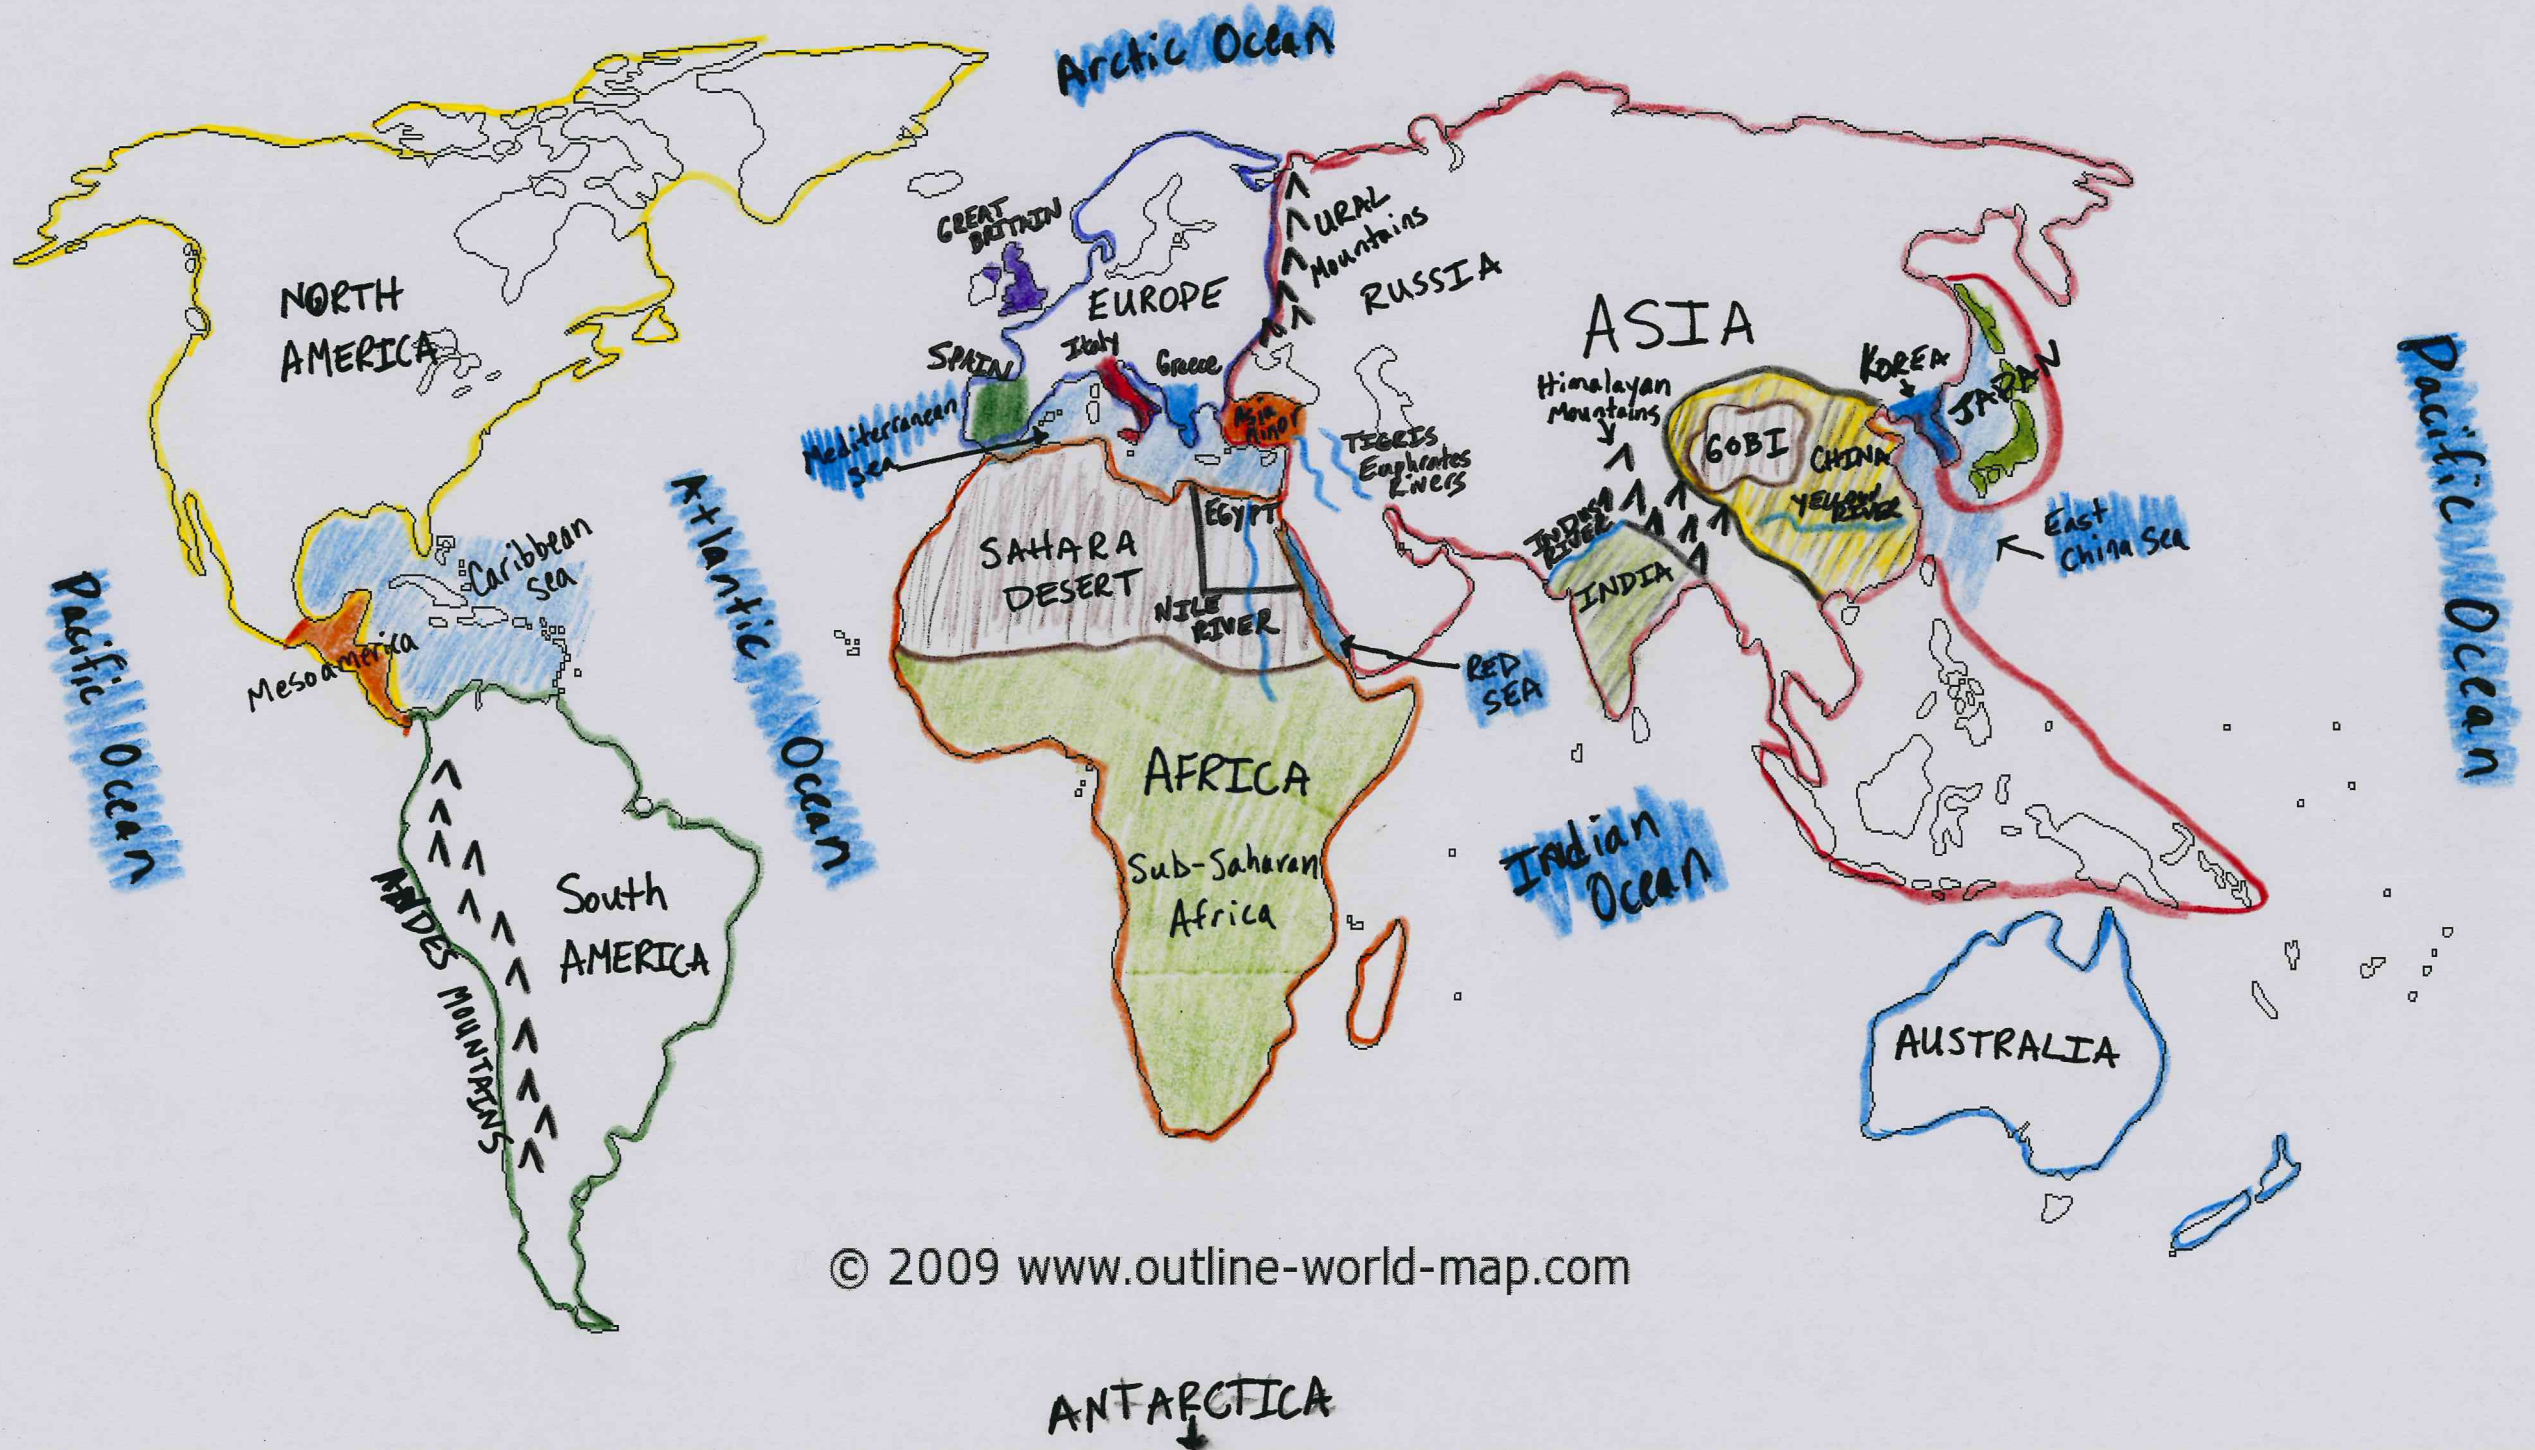 Arctic Ocean
GREAT
BRITAIN
URAL
Mountains
NORTH
AMERICA
EUROPE
RUSSIA
ASIA
SPAIN
Italy
Greece
Himalayan
Mountains
KOREA
JAPAN
Pacific Ocean
Mediterranean
Sea
Asia
Minor
TIGRIS
Euphrates
Rivers
GOBI
CHINA
YELLOW
RIVER
Atlantic Ocean
EGYPT
INDUS
RIVER
East
China Sea
Caribbean
Sea
SAHARA
DESERT
INDIA
NILE
RIVER
Pacific Ocean
Mesoamerica
RED
SEA
AFRICA
Sub-Saharan
Africa
Indian
Ocean
South
AMERICA
ANDES MOUNTAINS
AUSTRALIA
© 2009 www.outline-world-map.com
ANTARCTICA